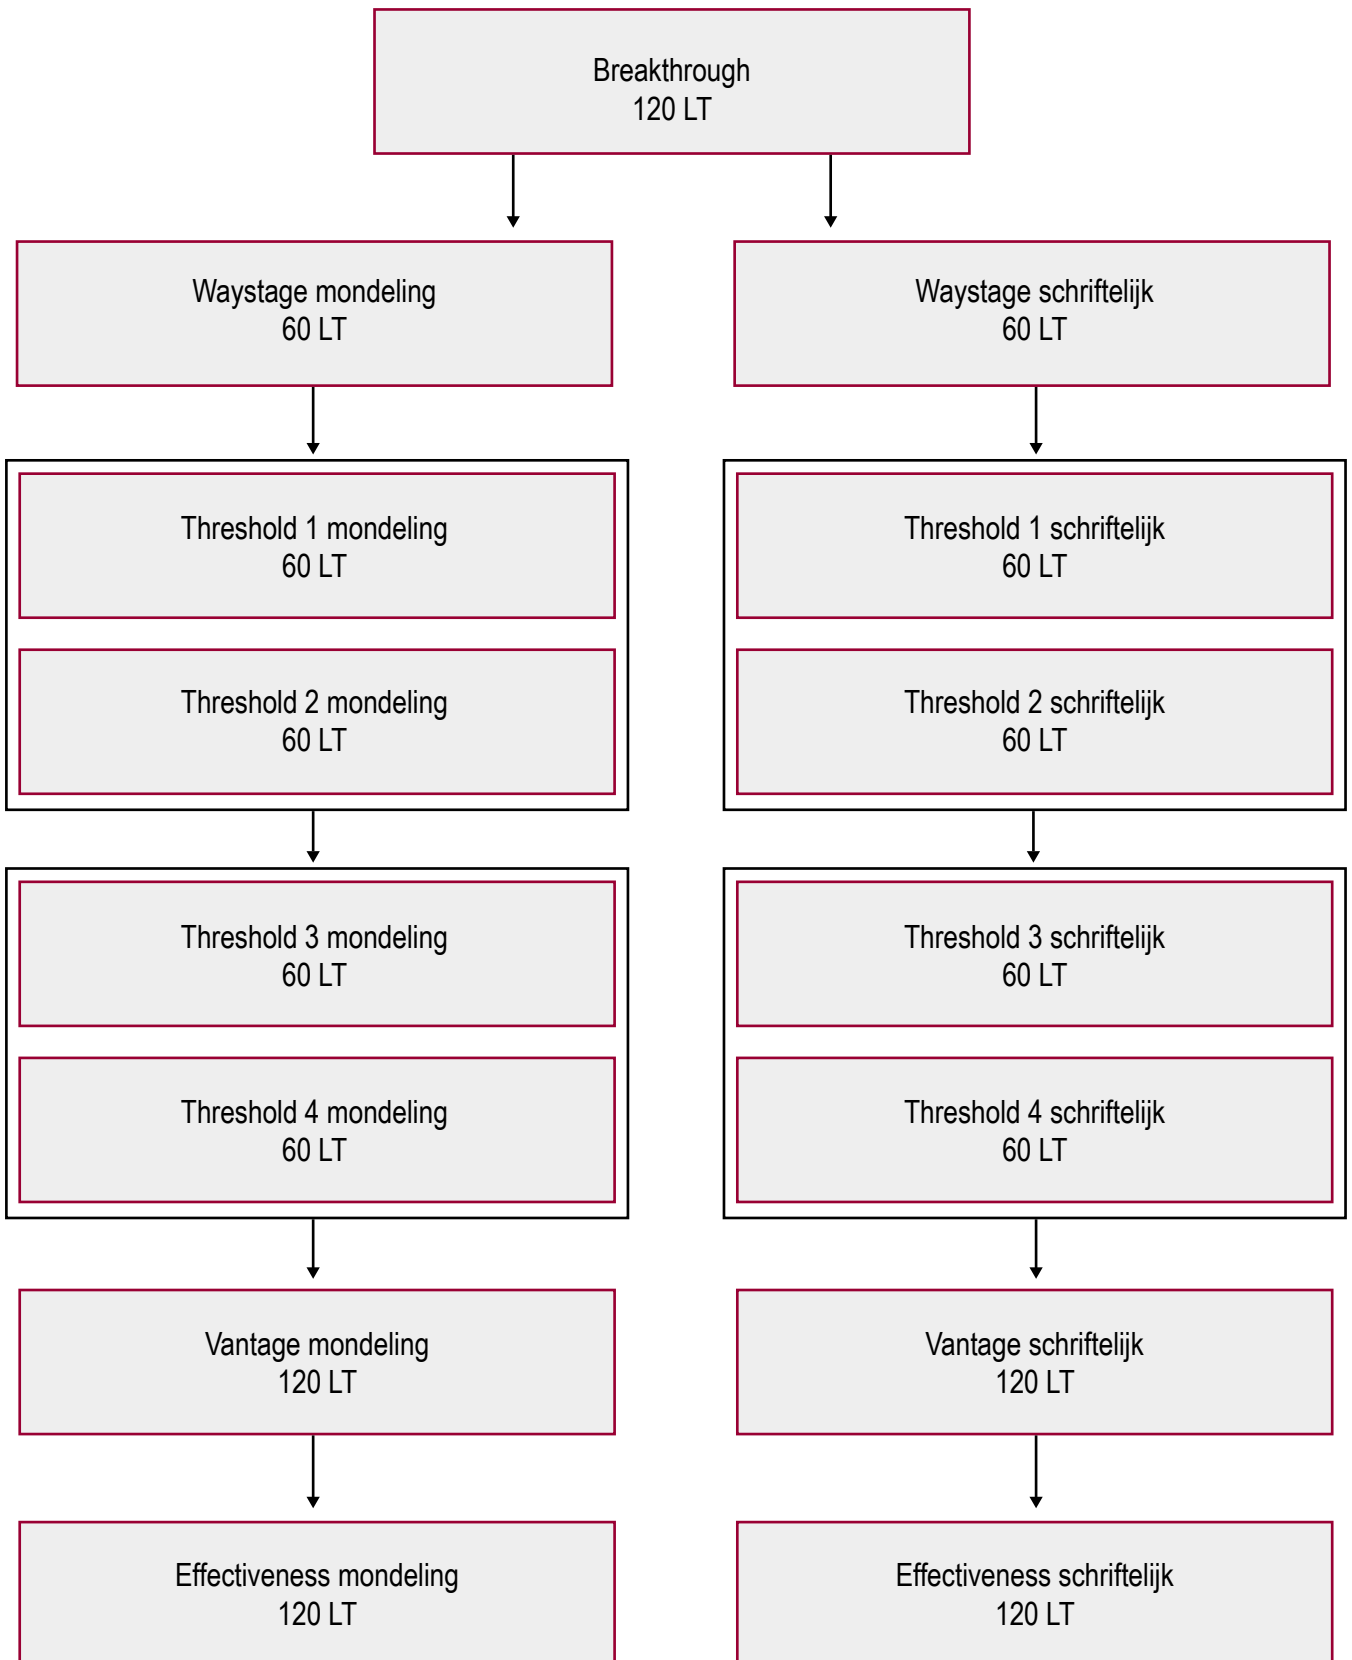 Breakthrough
120 LT
Waystage mondeling
60 LT
Waystage schriftelijk
60 LT
Threshold 1 mondeling
60 LT
Threshold 1 schriftelijk
60 LT
Threshold 2 mondeling
60 LT
Threshold 2 schriftelijk
60 LT
Threshold 3 mondeling
60 LT
Threshold 3 schriftelijk
60 LT
Threshold 4 mondeling
60 LT
Threshold 4 schriftelijk
60 LT
Vantage mondeling
120 LT
Vantage schriftelijk
120 LT
Effectiveness mondeling
120 LT
Effectiveness schriftelijk
120 LT